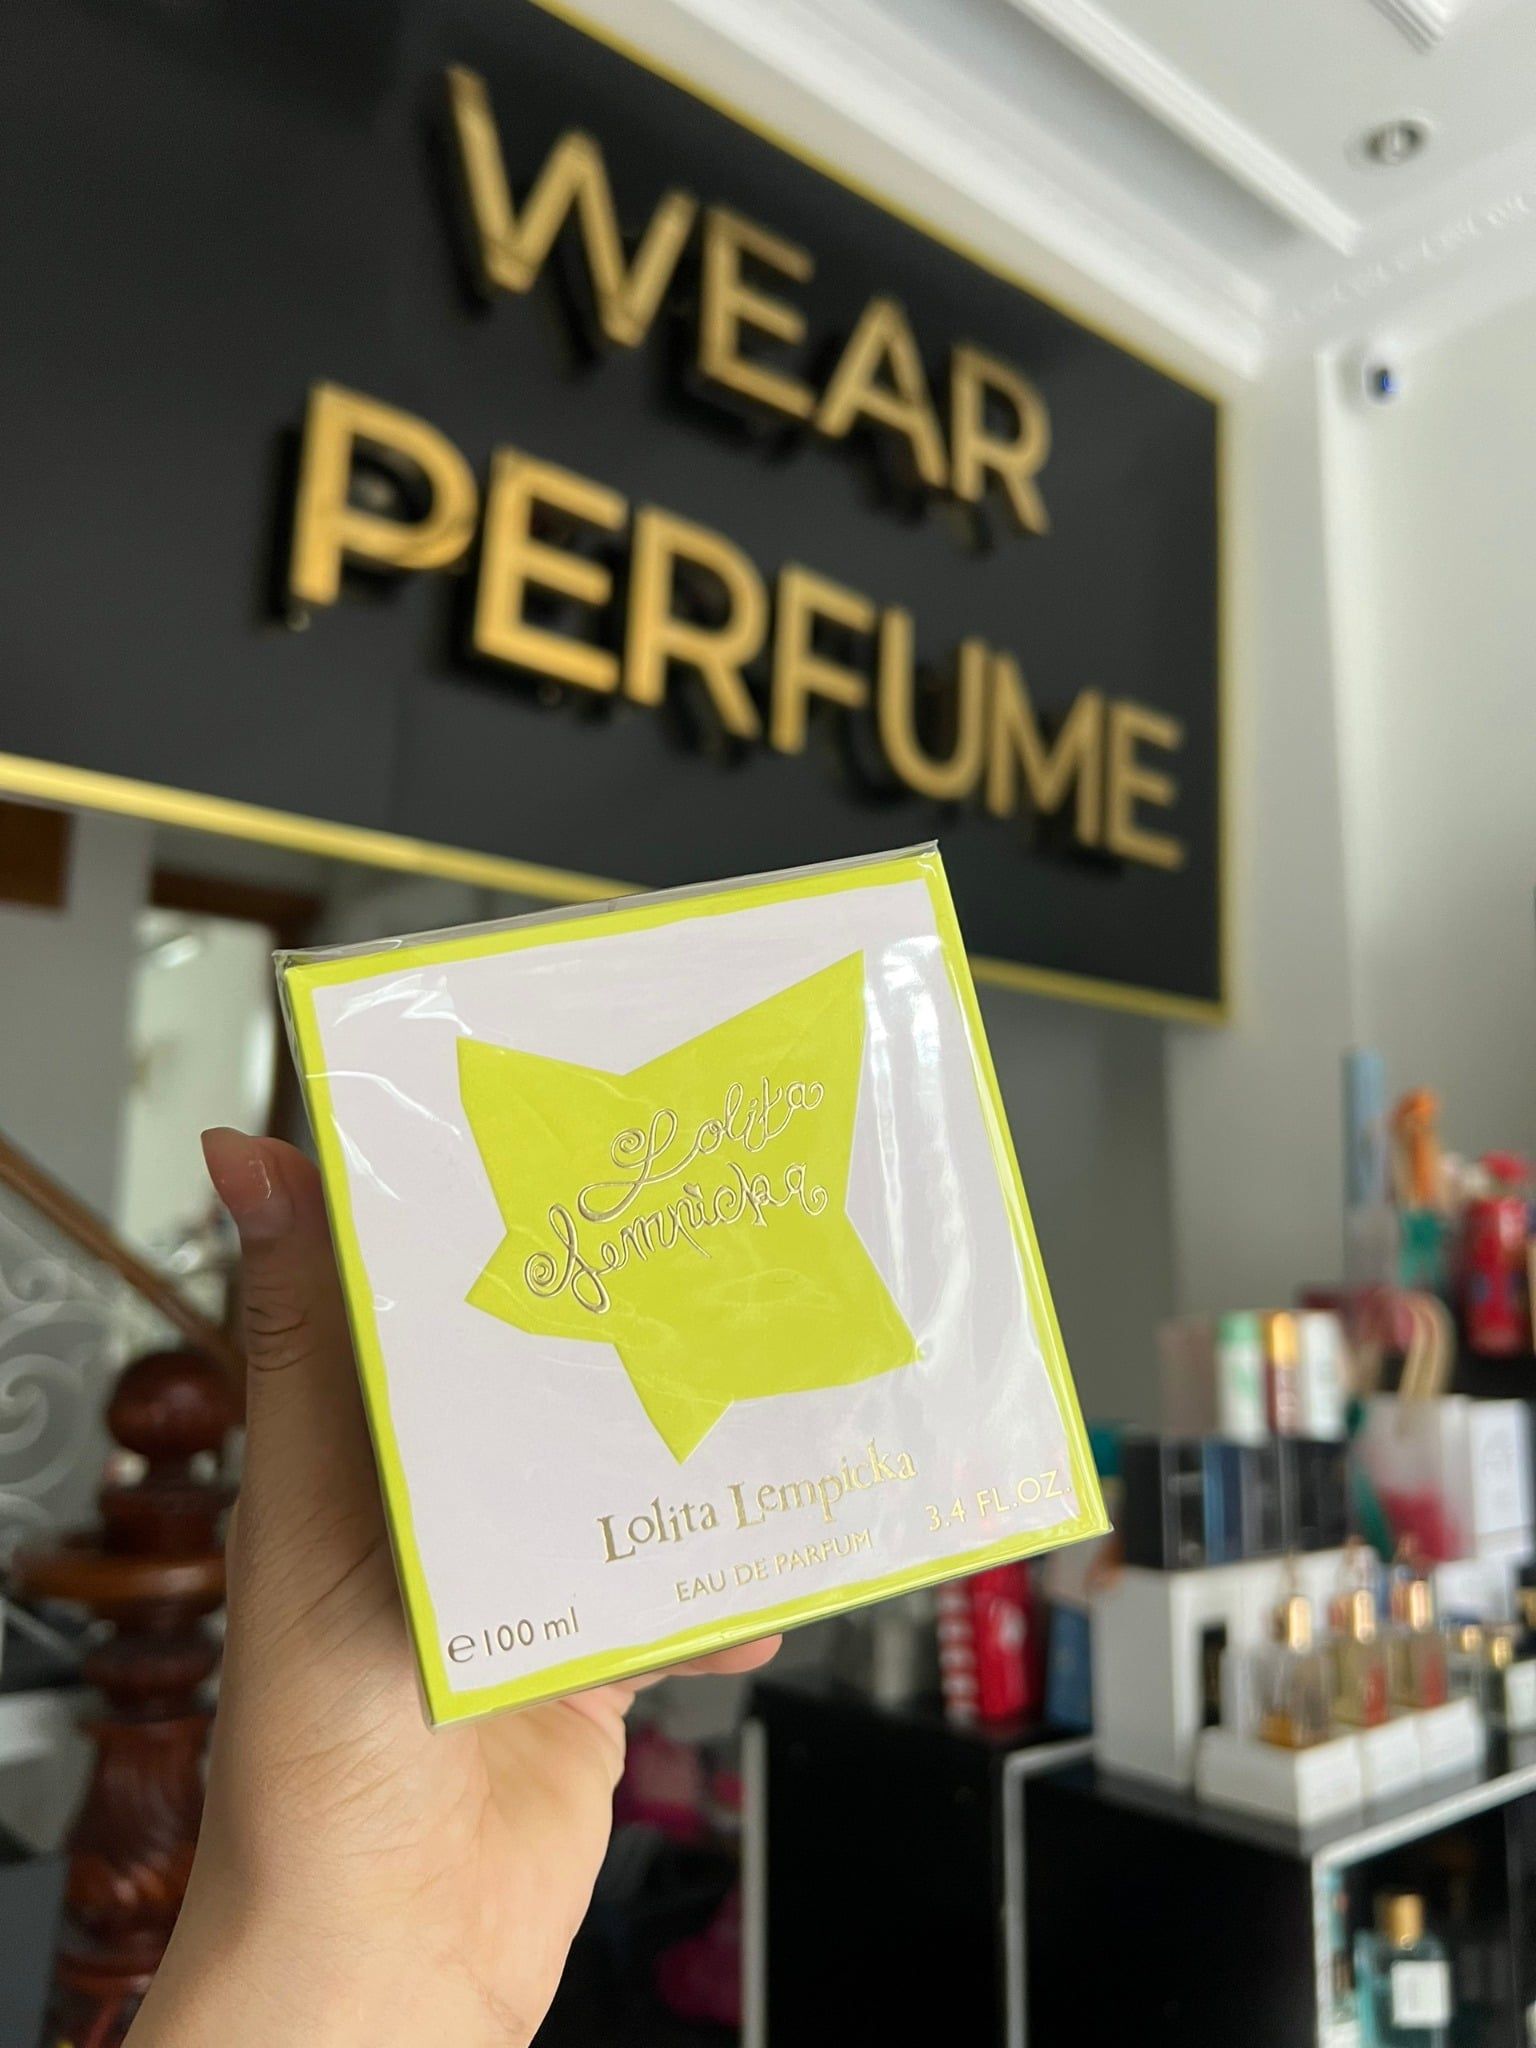 WEAR
PERFUME
Lolita
Lempicka
Lolita Lempicka
EAU DE PARFUM
3.4 FL.OZ.
e 100 ml